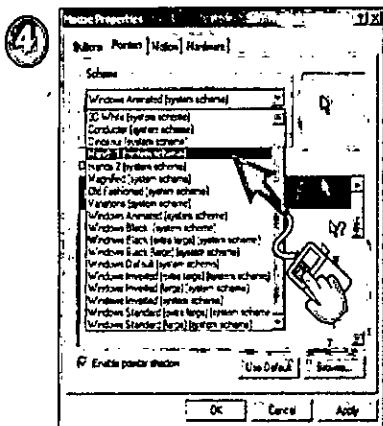 4
Mouse Properties ? X
Buttons Pointers Motion Hardware
Scheme
Windows Animated (system scheme)
3D-White (system scheme)
Conductor (system scheme)
Dinosaur (system scheme)
Hands 1 (system scheme)
Hands 2 (system scheme)
Magnified (system scheme)
Old Fashioned (system scheme)
Variations (system scheme)
Windows Animated (system scheme)
Windows Black (system scheme)
Windows Black (extra large) (system scheme)
Windows Black (large) (system scheme)
Windows Default (system scheme)
Windows Inverted (extra large) (system scheme)
Windows Inverted (large) (system scheme)
Windows Inverted (system scheme)
Windows Standard (extra large) (system scheme)
Windows Standard (large) (system scheme)
Enable pointer shadow
Use Default Browse...
OK Cancel Apply